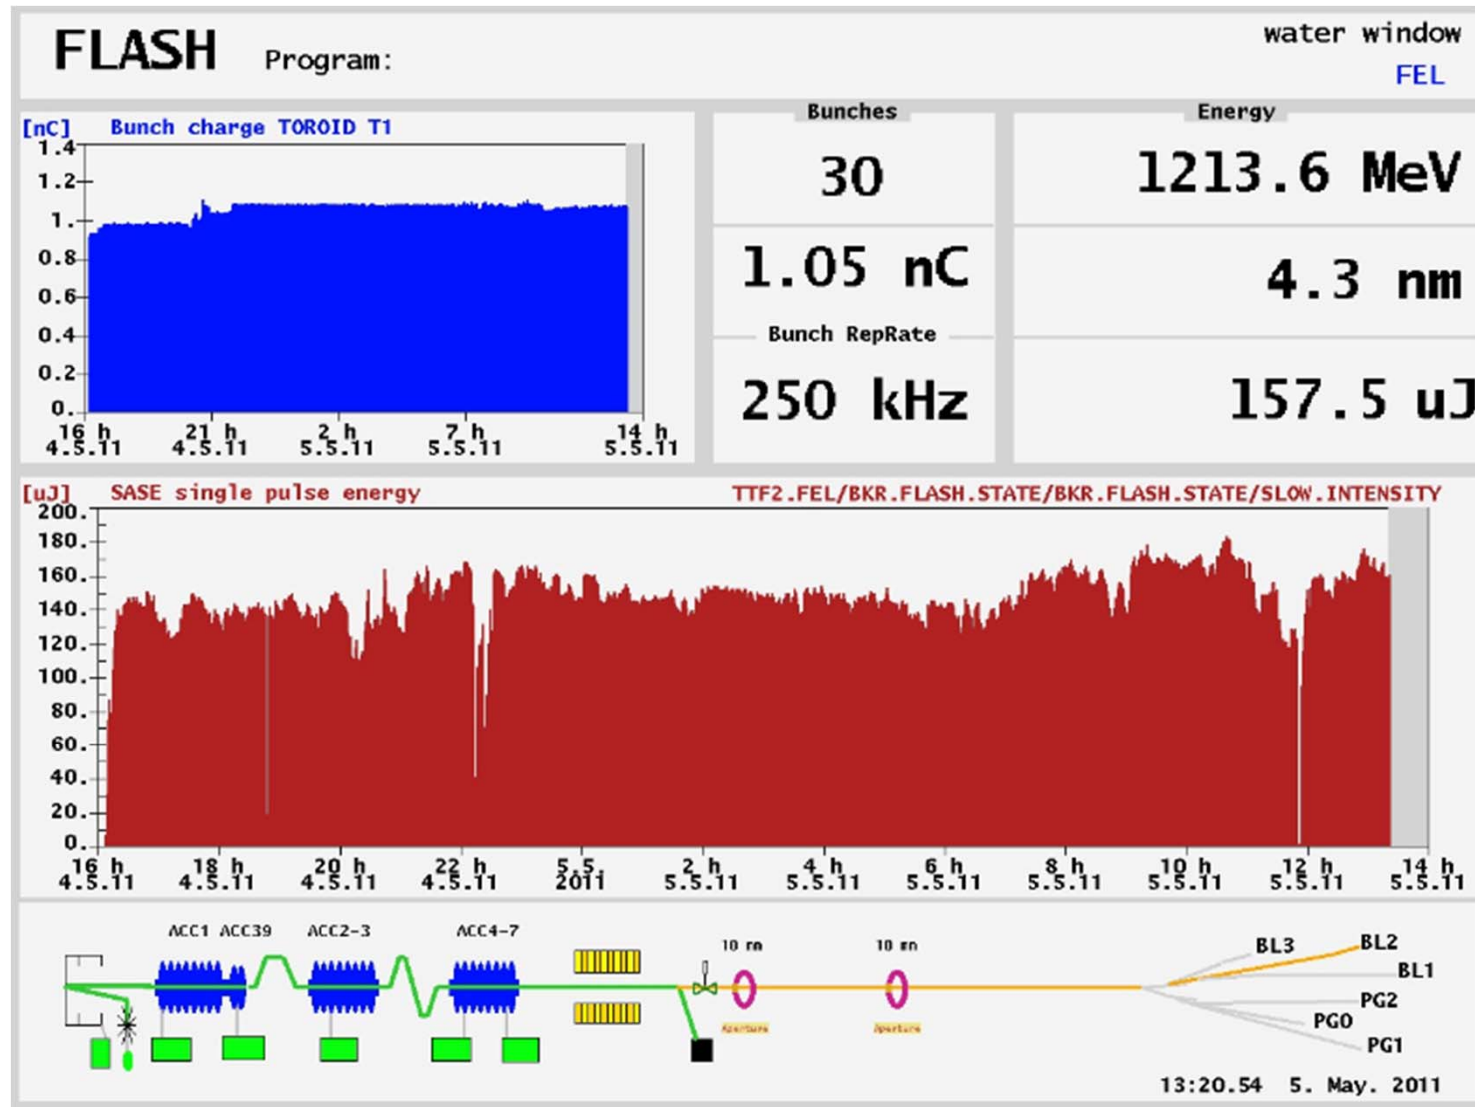 FLASH Program:
water window
FEL
[nC] Bunch charge TOROID T1
1.4
1.2
1.
0.8
0.6
0.4
0.2
0.
16 h 21 h 2 h 7 h 14 h
4.5.11 4.5.11 5.5.11 5.5.11 5.5.11
Bunches
30
1.05 nC
Bunch RepRate
250 kHz
Energy
1213.6 MeV
4.3 nm
157.5 uJ
[uJ] SASE single pulse energy TTF2.FEL/BKR.FLASH.STATE/BKR.FLASH.STATE/SLOW.INTENSITY
200.
180.
160.
140.
120.
100.
80.
60.
40.
20.
0.
16 h 18 h 20 h 22 h 5.5 2 h 4 h 6 h 8 h 10 h 12 h 14 h
4.5.11 4.5.11 4.5.11 4.5.11 2011 5.5.11 5.5.11 5.5.11 5.5.11 5.5.11 5.5.11 5.5.11
ACC1 ACC39 ACC2-3 ACC4-7
10 mm 10 mm
Aperture Aperture
BL3 BL2
BL1
PG2
PG0
PG1
13:20.54 5. May. 2011